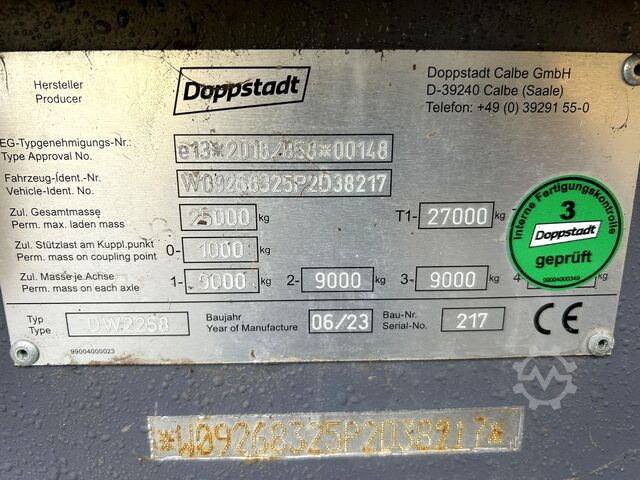 Hersteller
Producer
Doppstadt
Doppstadt Calbe GmbH
D-39240 Calbe (Saale)
Telefon: +49 (0) 39291 55-0
EG-Typgenehmigungs-Nr.:
Type Approval No.
e13*2018/858*00148
Fahrzeug-Ident.-Nr.
Vehicle-Ident. No.
W09268325P2D38217
Zul. Gesamtmasse
Perm. max. laden mass
25000 kg
T1- 27000 kg
Zul. Stützlast am Kuppl.punkt
Perm. mass on coupling point
0- 1000 kg
Zul. Masse je Achse
Perm. mass on each axle
1- 9000 kg
2- 9000 kg
3- 9000 kg
4
kg
Interne Fertigungskontrolle
3
Doppstadt
geprüft
99004000349
Typ
Type
DW2268
Baujahr
Year of Manufacture
06/23
Bau-Nr.
Serial-No.
217
CE
99004000023
*W09268325P2D38217*